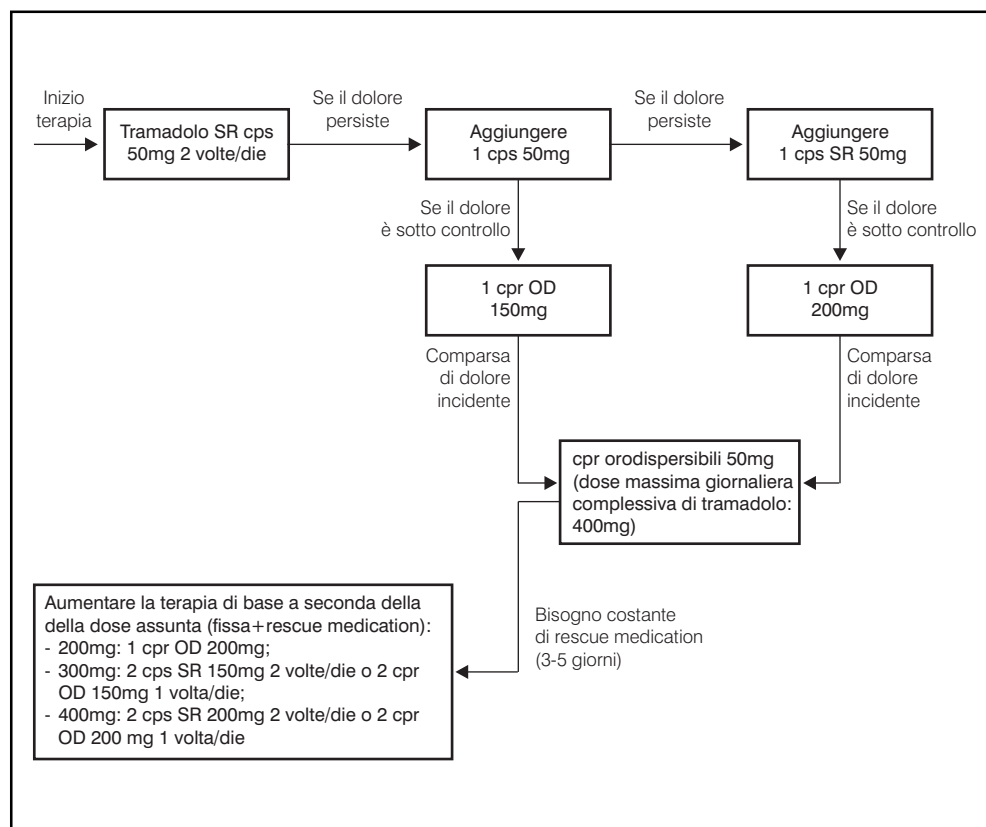 Inizio
terapia
Tramadolo SR cps
50mg 2 volte/die
Se il dolore
persiste
Aggiungere
1 cps 50mg
Se il dolore
persiste
Aggiungere
1 cps SR 50mg
Se il dolore
è sotto controllo
Se il dolore
è sotto controllo
1 cpr OD
150mg
1 cpr OD
200mg
Comparsa
di dolore
incidente
Comparsa
di dolore
incidente
cpr orodispersibili 50mg
(dose massima giornaliera
complessiva di tramadolo:
400mg)
Bisogno costante
di rescue medication
(3-5 giorni)
Aumentare la terapia di base a seconda della
della dose assunta (fissa+rescue medication):
- 200mg: 1 cpr OD 200mg;
- 300mg: 2 cps SR 150mg 2 volte/die o 2 cpr
OD 150mg 1 volta/die;
- 400mg: 2 cps SR 200mg 2 volte/die o 2 cpr
OD 200 mg 1 volta/die